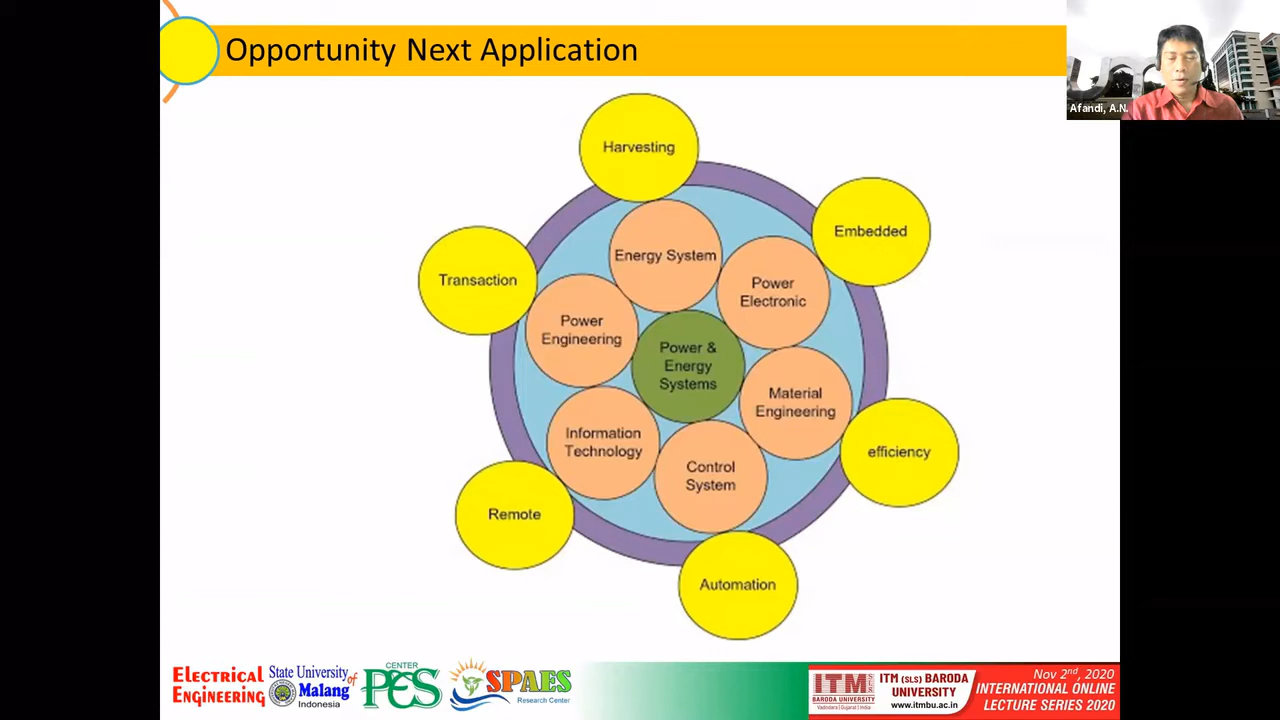 Opportunity Next Application
Afandi, A.N.
Harvesting
Embedded
Energy System
Transaction
Power
Electronic
Power
Engineering
Power &
Energy
Systems
Material
Engineering
Information
Technology
efficiency
Control
System
Remote
Automation
Electrical
Engineering
State University
of
Malang
Indonesia
CENTER
PES
SPAES
Research Center
ITM
SLS
BARODA UNIVERSITY
Vadodara | Gujarat | India
ITM (SLS) BARODA
UNIVERSITY
www.itmbu.ac.in
Nov 2nd, 2020
INTERNATIONAL ONLINE
LECTURE SERIES 2020